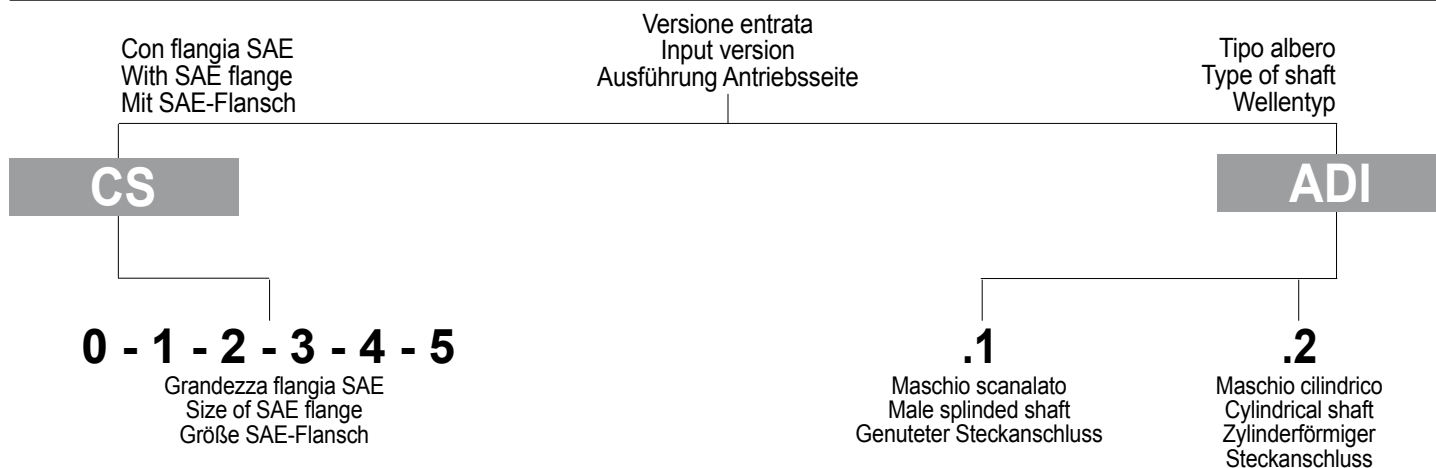 Versione entrata
Input version
Ausführung Antriebsseite
Con flangia SAE
With SAE flange
Mit SAE-Flansch
Tipo albero
Type of shaft
Wellentyp
CS
ADI
0 - 1 - 2 - 3 - 4 - 5
Grandezza flangia SAE
Size of SAE flange
Größe SAE-Flansch
.1
Maschio scanalato
Male splinded shaft
Genuteter Steckanschluss
.2
Maschio cilindrico
Cylindrical shaft
Zylinderförmiger
Steckanschluss